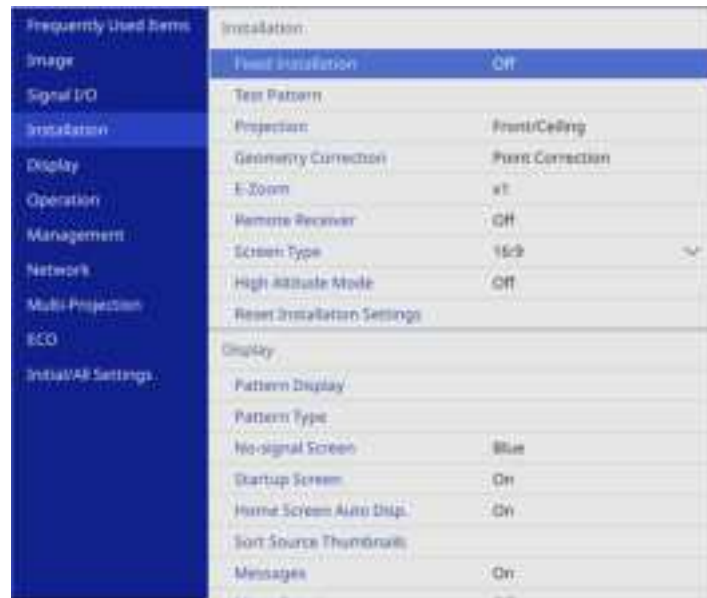 Frequently Used Items
Image
Signal I/O
Installation
Display
Operation
Management
Network
Multi-Projection
ECO
Initial/All Settings
Installation
Fixed Installation Off
Test Pattern
Projection Front/Ceiling
Geometry Correction Point Correction
E-Zoom x1
Remote Receiver Off
Screen Type 16:9
High Altitude Mode Off
Reset Installation Settings
Display
Pattern Display
Pattern Type
No-signal Screen Blue
Startup Screen On
Home Screen Auto Disp. On
Sort Source Thumbnails
Messages On